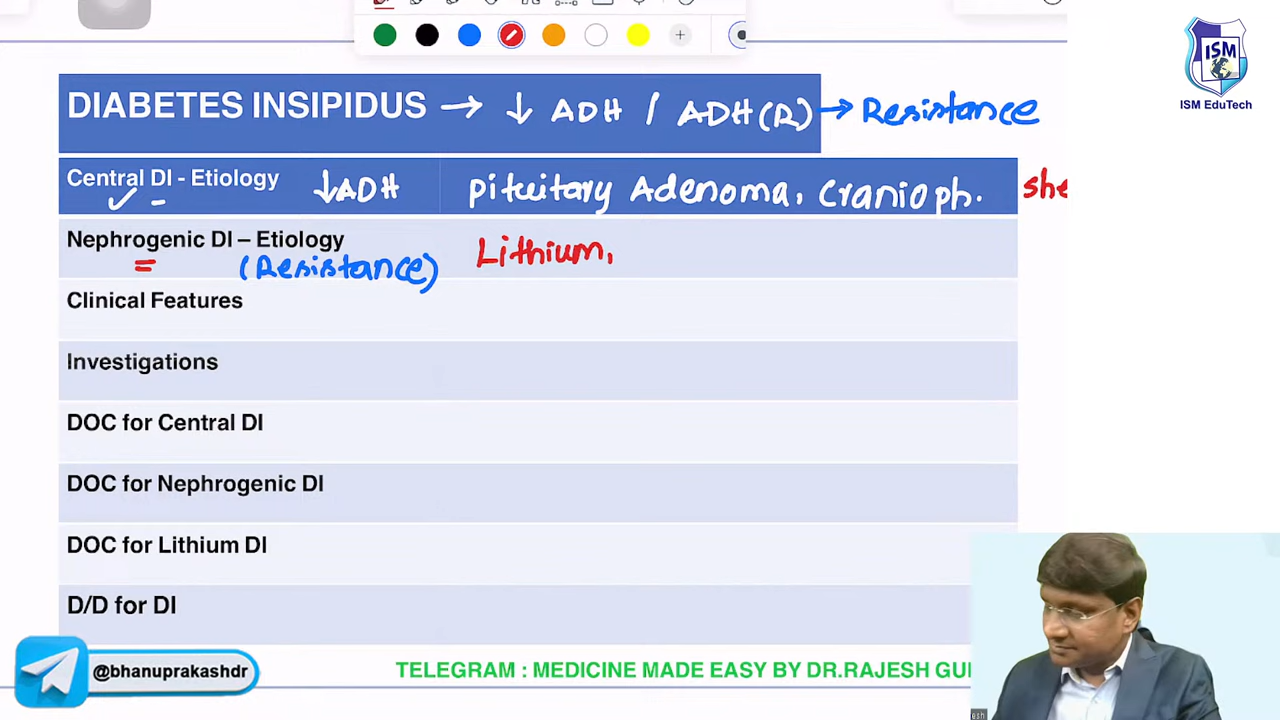 ISM
ISM EduTech
DIABETES INSIPIDUS → ↓ ADH / ADH(R) → Resistance
Central DI - Etiology ↓ADH Pituitary Adenoma, Cranioph.
Nephrogenic DI – Etiology Lithium,
(Resistance)
Clinical Features
Investigations
DOC for Central DI
DOC for Nephrogenic DI
DOC for Lithium DI
D/D for DI
@bhanuprakashdr
TELEGRAM : MEDICINE MADE EASY BY DR.RAJESH